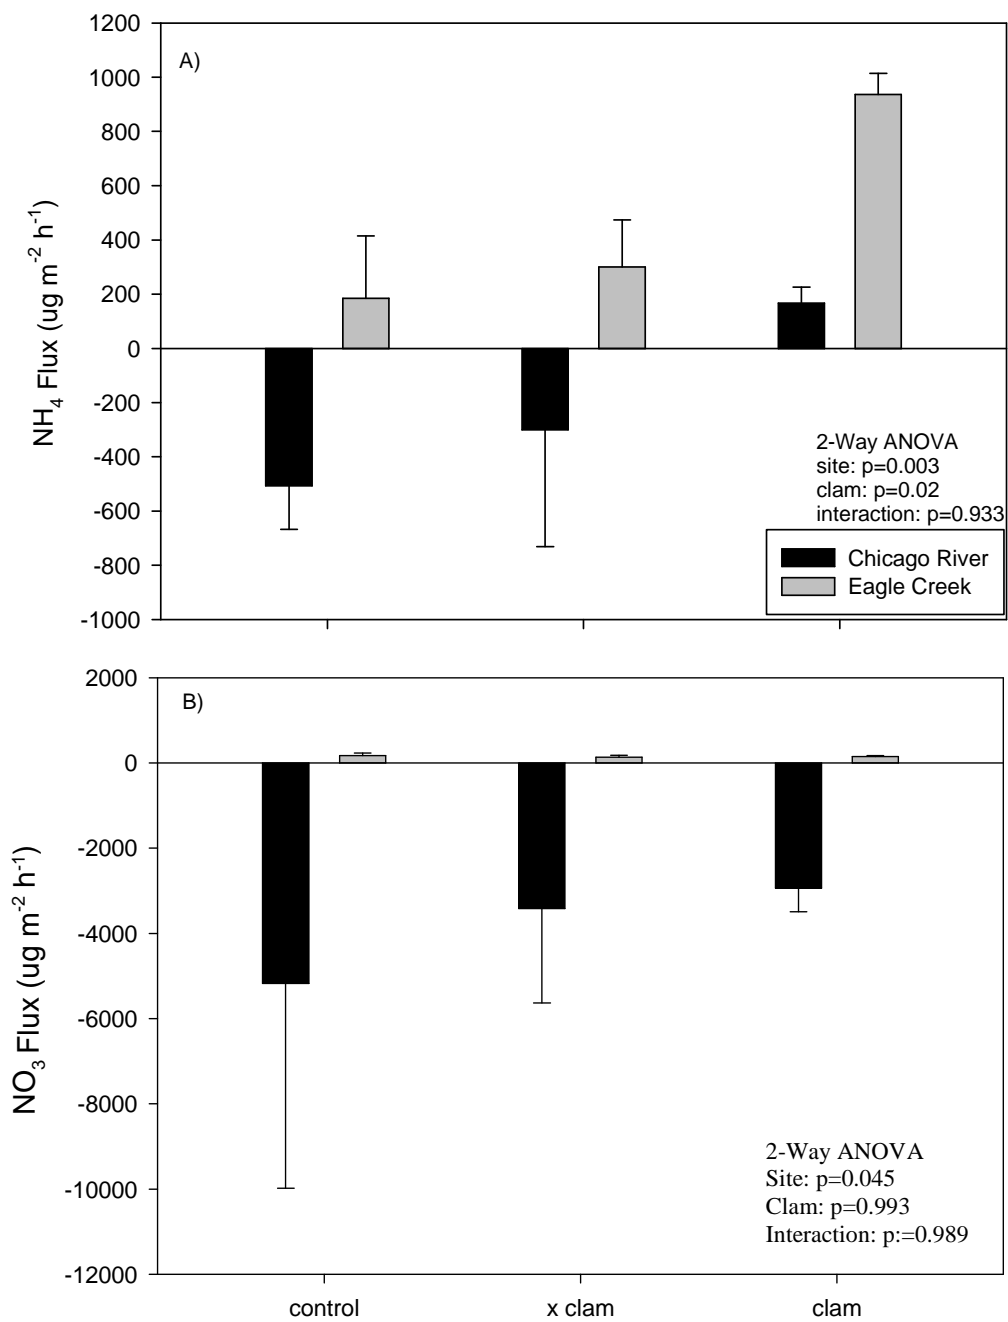 A)
1200
1000
800
600
400
200
0
-200
-400
-600
-800
-1000
NH4 Flux (ug m-2 h-1)
2-Way ANOVA
site: p=0.003
clam: p=0.02
interaction: p=0.933
Chicago River
Eagle Creek
B)
2000
0
-2000
-4000
-6000
-8000
-10000
-12000
NO3 Flux (ug m-2 h-1)
2-Way ANOVA
Site: p=0.045
Clam: p=0.993
Interaction: p:=0.989
control
x clam
clam